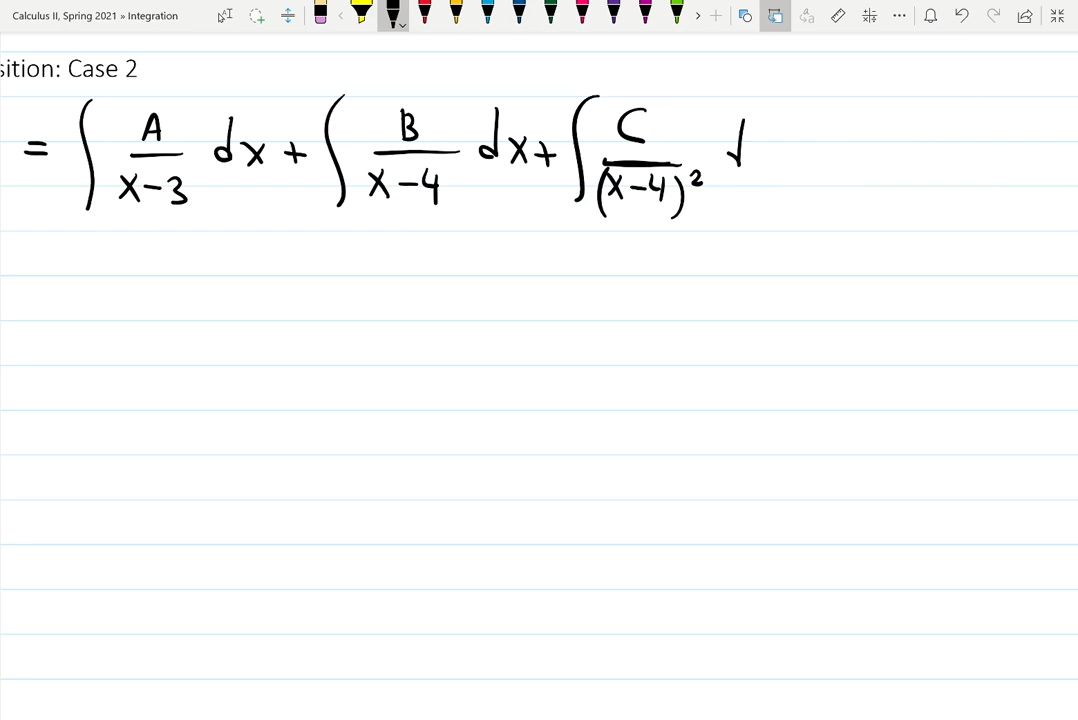 Calculus II, Spring 2021 » Integration
sition: Case 2
= ∫ A/(x-3) dx + ∫ B/(x-4) dx + ∫ C/(x-4)² d